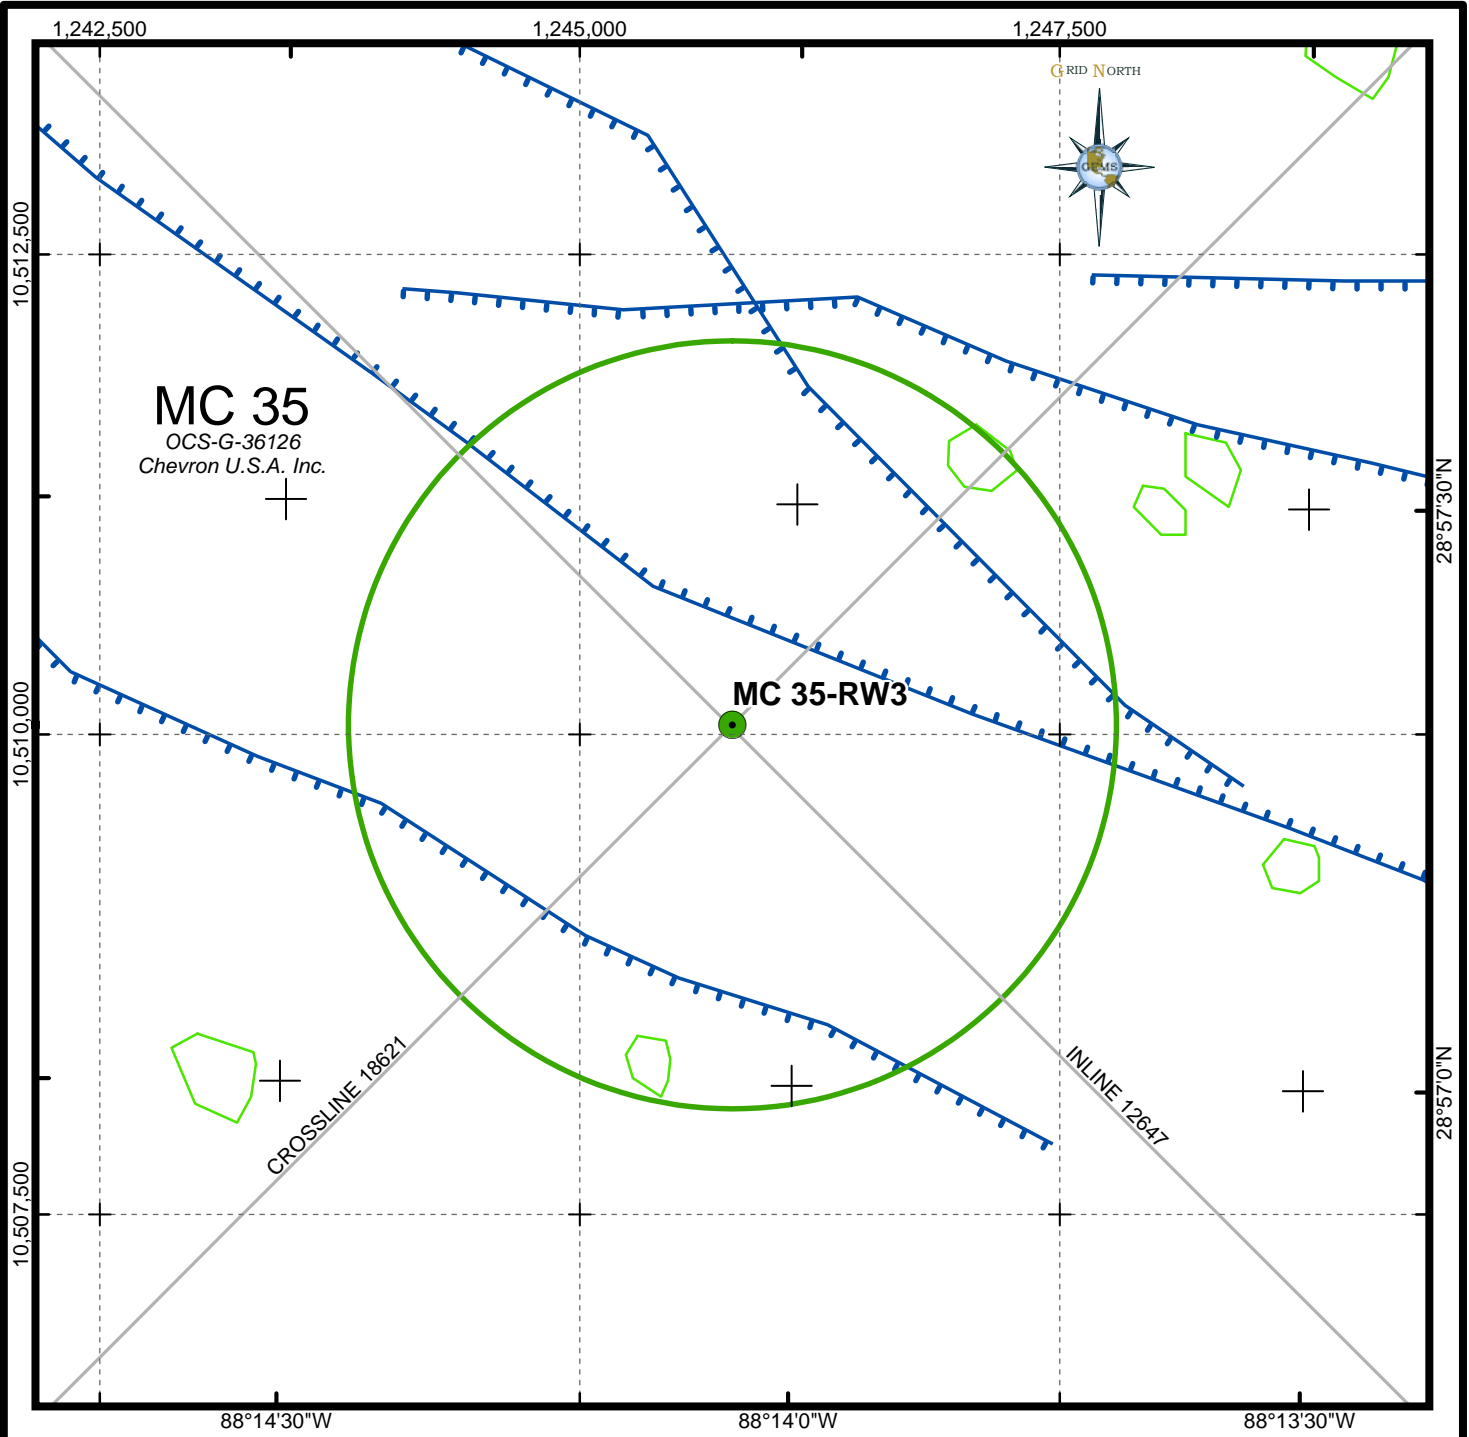 1,242,500
1,245,000
1,247,500
GRID NORTH
GEMS
10,512,500
MC 35
OCS-G-36126
Chevron U.S.A. Inc.
28°57'30"N
MC 35-RW3
10,510,000
CROSSLINE 18621
INLINE 12647
28°57'0"N
10,507,500
88°14'30"W
88°14'0"W
88°13'30"W